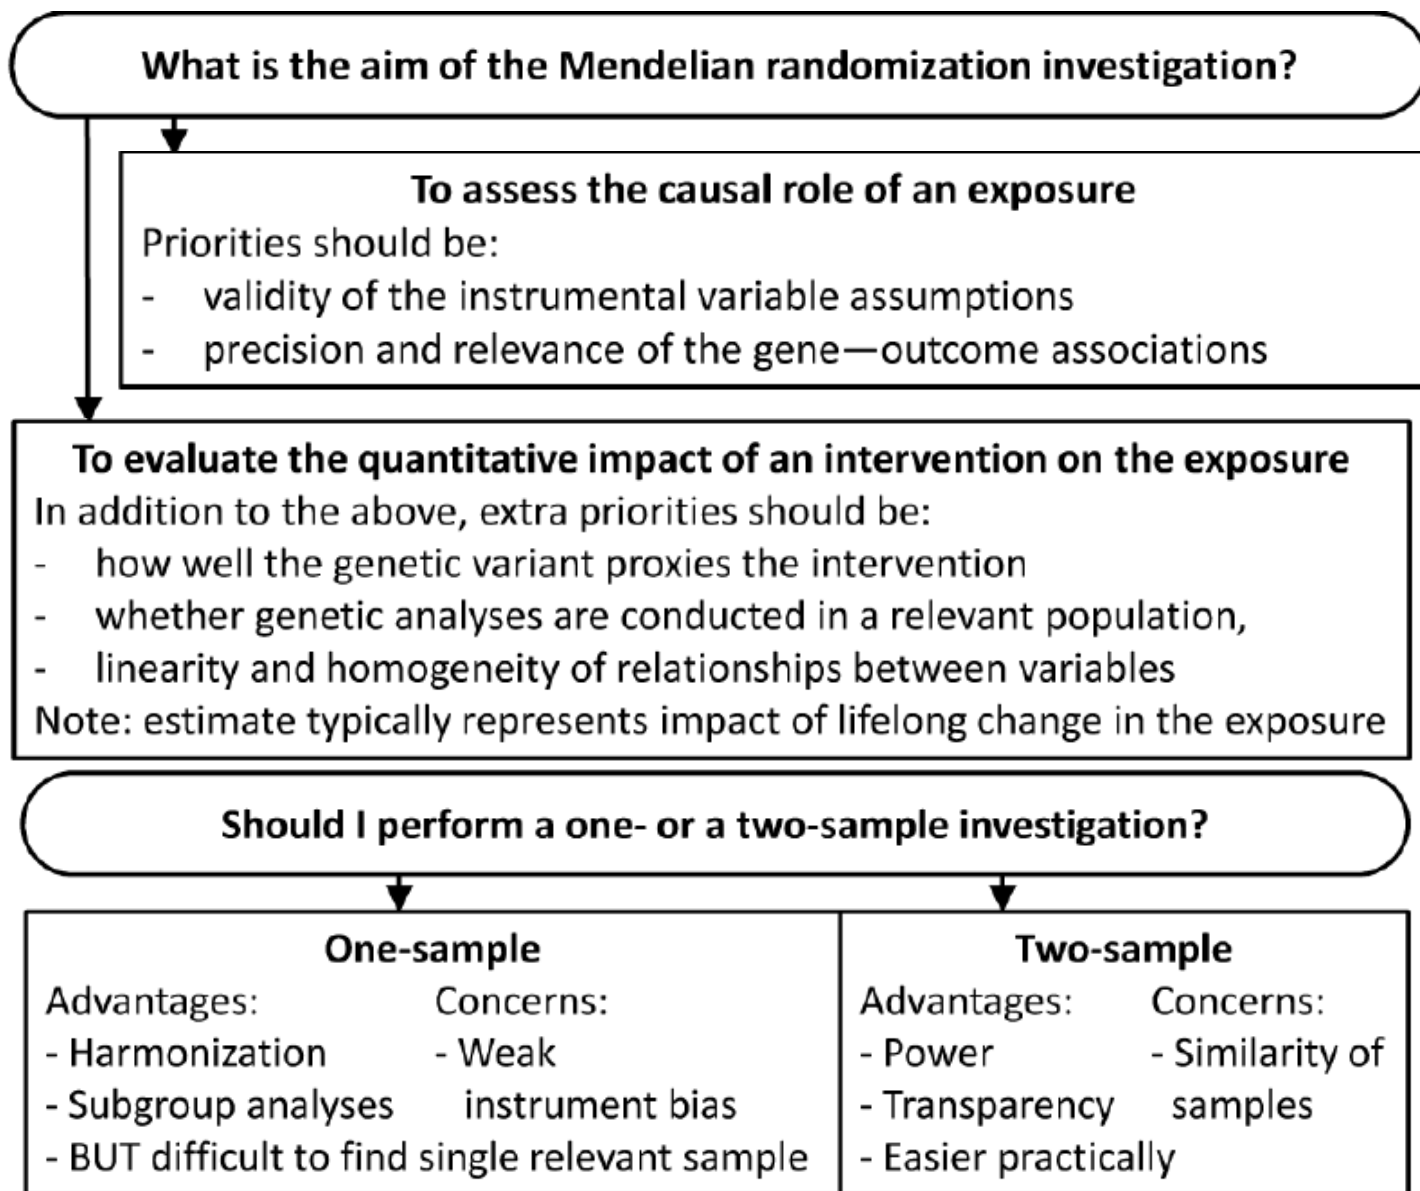 What is the aim of the Mendelian randomization investigation?
To assess the causal role of an exposure
Priorities should be:
- validity of the instrumental variable assumptions
- precision and relevance of the gene—outcome associations
To evaluate the quantitative impact of an intervention on the exposure
In addition to the above, extra priorities should be:
- how well the genetic variant proxies the intervention
- whether genetic analyses are conducted in a relevant population,
- linearity and homogeneity of relationships between variables
Note: estimate typically represents impact of lifelong change in the exposure
Should I perform a one- or a two-sample investigation?
One-sample
Advantages:
- Harmonization
- Subgroup analyses
Concerns:
- Weak
instrument bias
- BUT difficult to find single relevant sample
Two-sample
Advantages:
- Power
- Transparency
- Easier practically
Concerns:
- Similarity of
samples